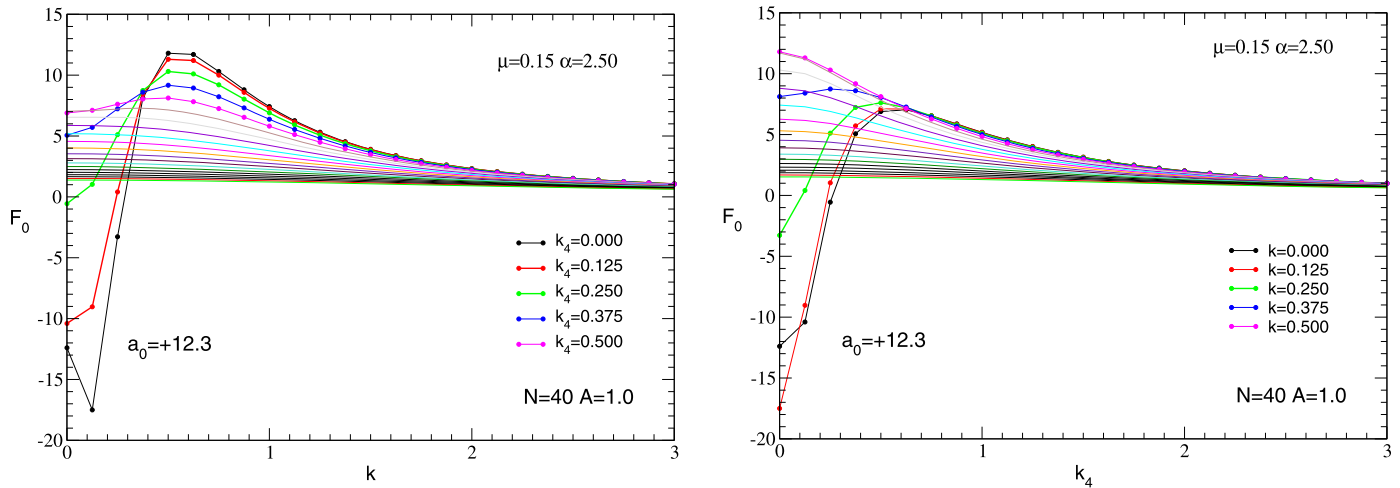 15
10
5
0
-5
-10
-15
-20
0
1
2
3
F0
k
μ=0.15 α=2.50
k4=0.000
k4=0.125
k4=0.250
k4=0.375
k4=0.500
a0=+12.3
N=40 A=1.0
15
10
5
0
-5
-10
-15
-20
0
1
2
3
F0
k4
μ=0.15 α=2.50
k=0.000
k=0.125
k=0.250
k=0.375
k=0.500
a0=+12.3
N=40 A=1.0